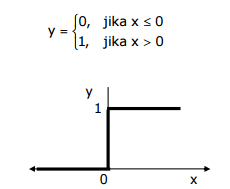 y = {0, jika x ≤ 0
1, jika x > 0
y
1
0 x